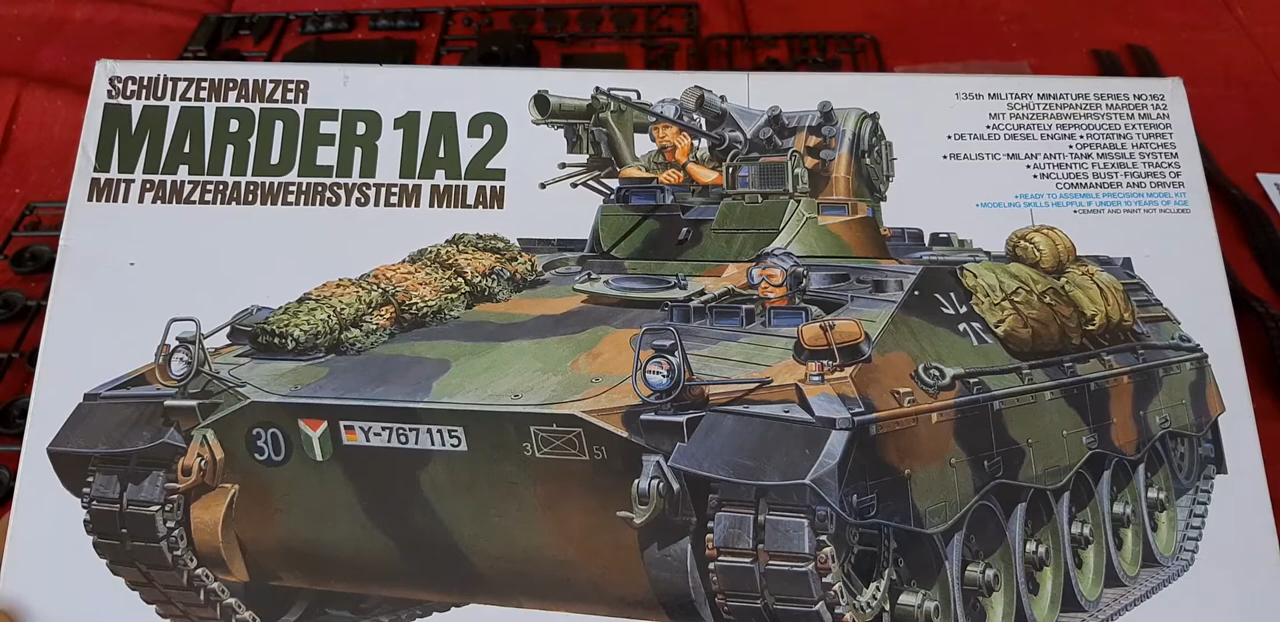 SCHÜTZENPANZER
MARDER 1A2
MIT PANZERABWEHRSYSTEM MILAN
1/35th MILITARY MINIATURE SERIES NO.162
SCHÜTZENPANZER MARDER 1A2
MIT PANZERABWEHRSYSTEM MILAN
★ACCURATELY REPRODUCED EXTERIOR
★DETAILED DIESEL ENGINE★ROTATING TURRET
★OPERABLE HATCHES
★REALISTIC "MILAN" ANTI-TANK MISSILE SYSTEM
★AUTHENTIC FLEXIBLE TRACKS
★INCLUDES BUST-FIGURES OF
COMMANDER AND DRIVER
★READY TO ASSEMBLE PRECISION MODEL KIT
★MODELING SKILLS HELPFUL IF UNDER 10 YEARS OF AGE
★CEMENT AND PAINT NOT INCLUDED
30
Y-767 115
3 51